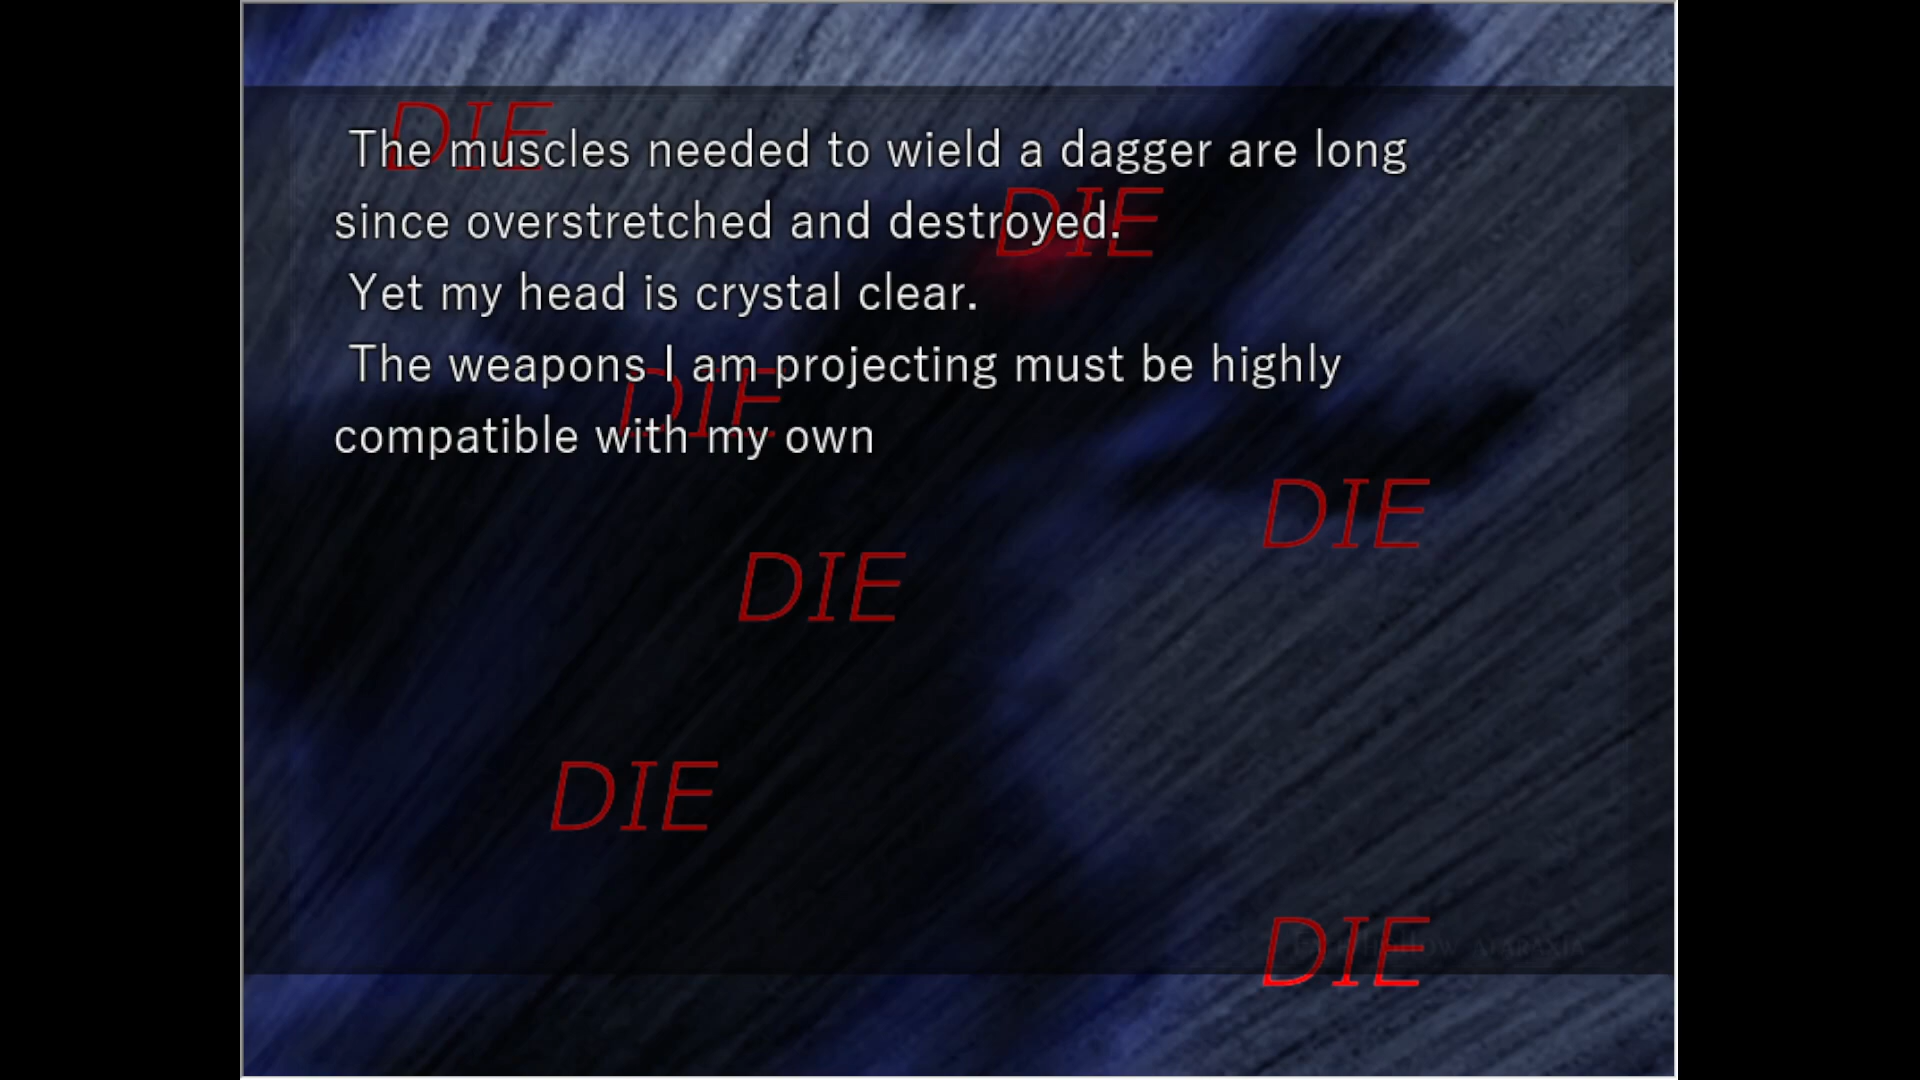 DIE
The muscles needed to wield a dagger are long
since overstretched and destroyed.
DIE
Yet my head is crystal clear.
The weapons I am projecting must be highly
DIE
compatible with my own
DIE
DIE
DIE
DIE
ATARAXIA